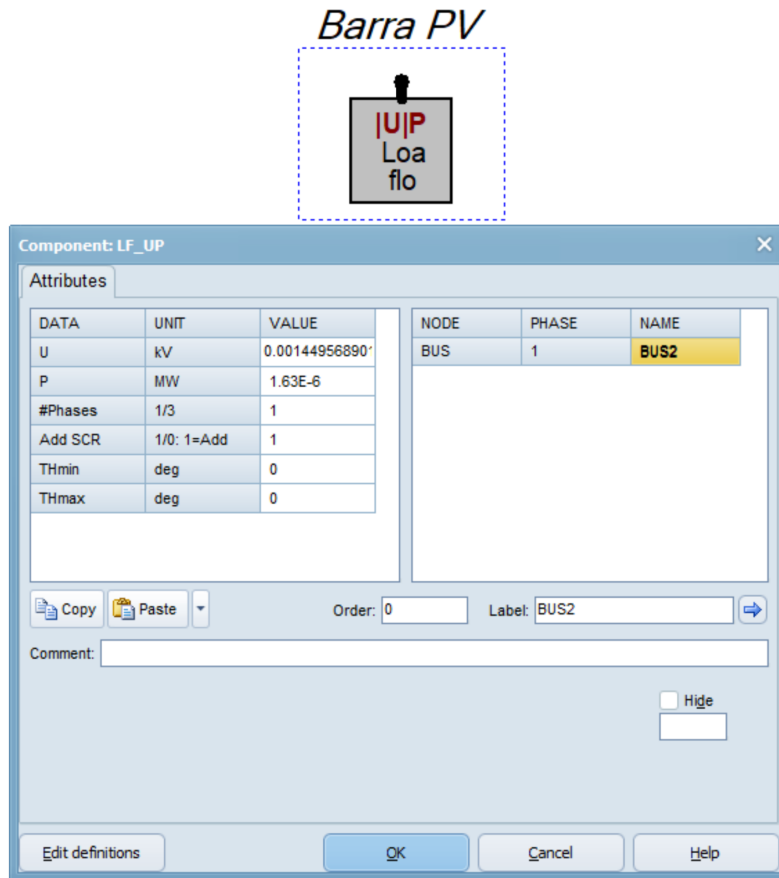 Barra PV
|U|P
Loa
flo
Component: LF_UP
Attributes
DATA UNIT VALUE
U kV 0.00144956890
P MW 1.63E-6
#Phases 1/3 1
Add SCR 1/0: 1=Add 1
THmin deg 0
THmax deg 0
NODE PHASE NAME
BUS 1 BUS2
Copy Paste Order: 0 Label: BUS2
Comment:
Hide
Edit definitions OK Cancel Help